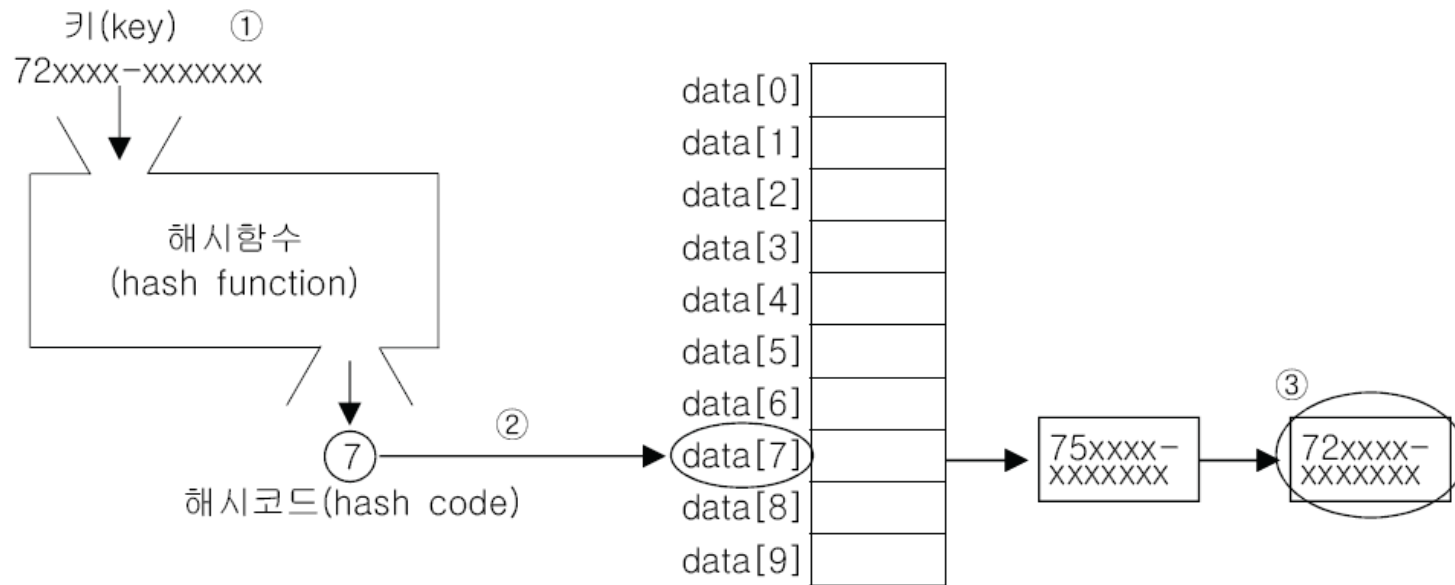 키(key) ①
72xxxx-xxxxxxx
해시함수
(hash function)
②
7
해시코드(hash code)
data[0]
data[1]
data[2]
data[3]
data[4]
data[5]
data[6]
data[7]
data[8]
data[9]
75xxxx-
xxxxxxx
③
72xxxx-
xxxxxxx